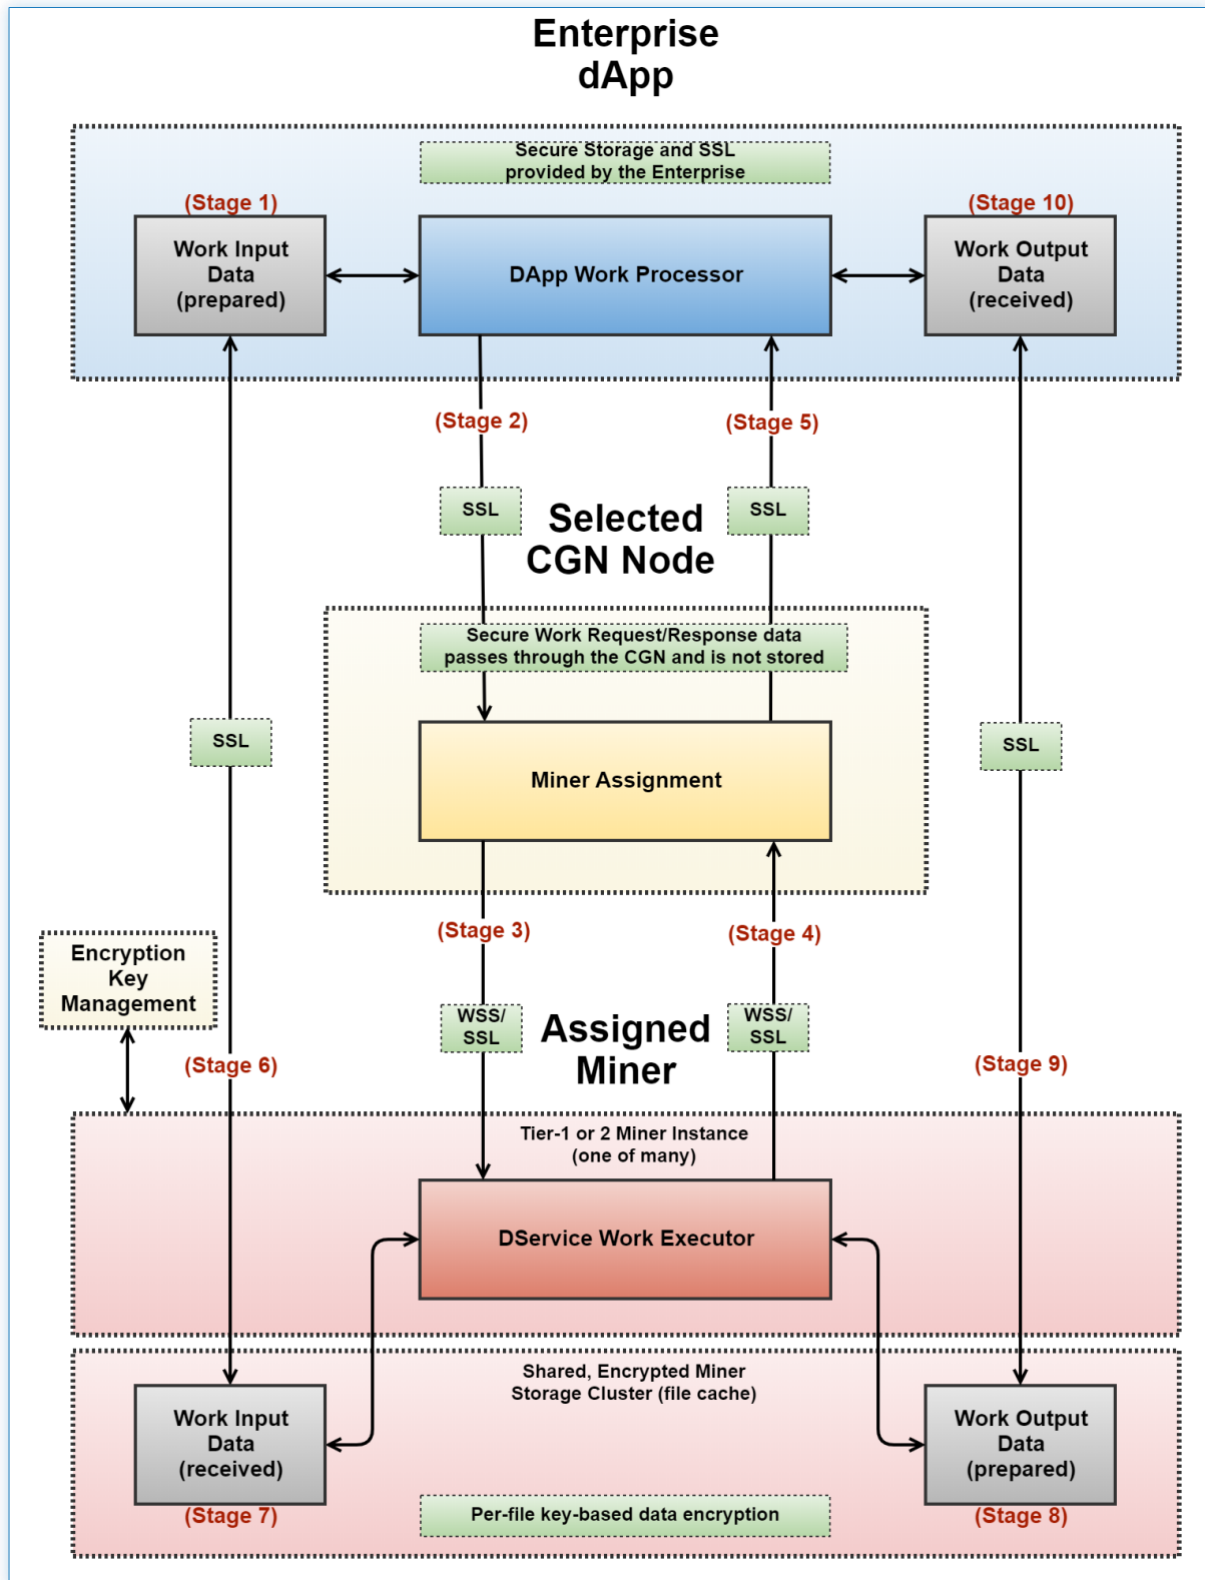 Enterprise
dApp
Secure Storage and SSL
provided by the Enterprise
(Stage 1)
(Stage 10)
Work Input
Data
(prepared)
DApp Work Processor
Work Output
Data
(received)
(Stage 2)
(Stage 5)
SSL
Selected
CGN Node
SSL
Secure Work Request/Response data
passes through the CGN and is not stored
SSL
Miner Assignment
SSL
(Stage 3)
(Stage 4)
Encryption
Key
Management
WSS/
SSL
Assigned
Miner
WSS/
SSL
(Stage 6)
(Stage 9)
Tier-1 or 2 Miner Instance
(one of many)
DService Work Executor
Shared, Encrypted Miner
Storage Cluster (file cache)
Work Input
Data
(received)
Work Output
Data
(prepared)
(Stage 7)
Per-file key-based data encryption
(Stage 8)